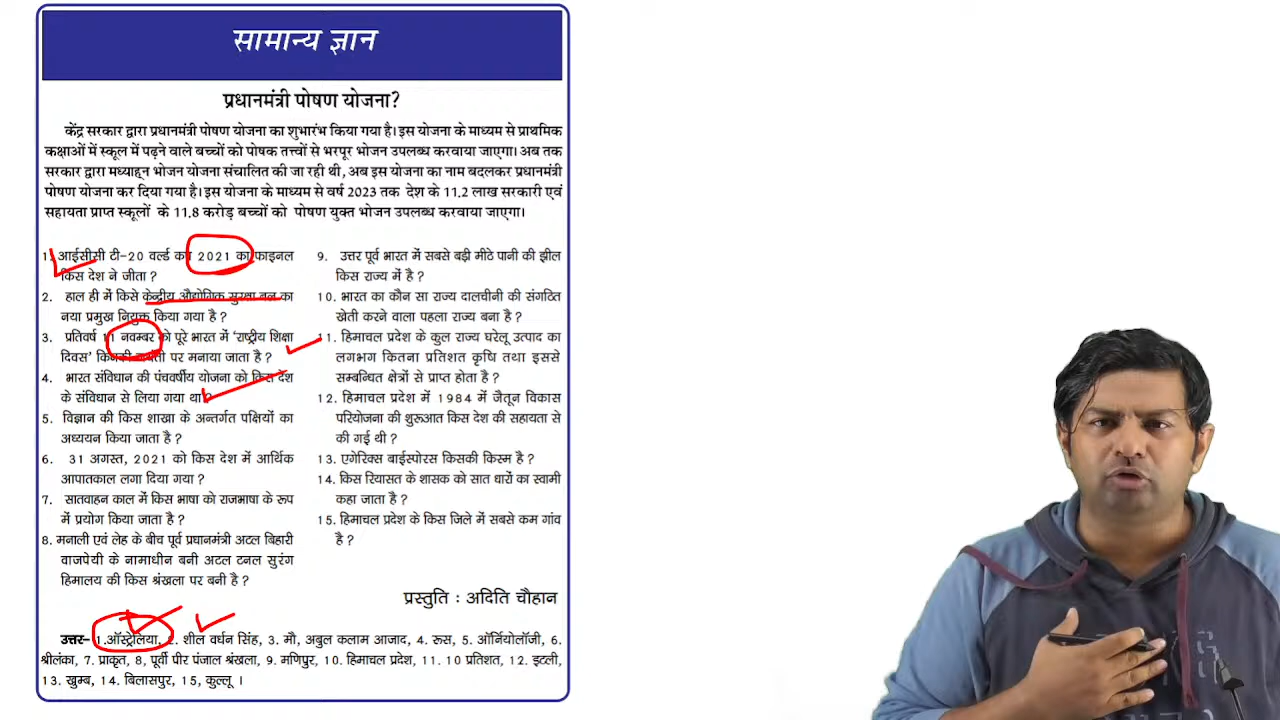 सामान्य ज्ञान
प्रधानमंत्री पोषण योजना?
केंद्र सरकार द्वारा प्रधानमंत्री पोषण योजना का शुभारंभ किया गया है। इस योजना के माध्यम से प्राथमिक
कक्षाओं में स्कूल में पढ़ने वाले बच्चों को पोषक तत्त्वों से भरपूर भोजन उपलब्ध करवाया जाएगा। अब तक
सरकार द्वारा मध्याहून भोजन योजना संचालित की जा रही थी, अब इस योजना का नाम बदलकर प्रधानमंत्री
पोषण योजना कर दिया गया है। इस योजना के माध्यम से वर्ष 2023 तक देश के 11.2 लाख सरकारी एवं
सहायता प्राप्त स्कूलों के 11.8 करोड़ बच्चों को पोषण युक्त भोजन उपलब्ध करवाया जाएगा।
1. आईसीसी टी-20 वर्ल्ड कप 2021 का फाइनल
किस देश ने जीता ?
2. हाल ही में किसे केन्द्रीय औद्योगिक सुरक्षा बल का
नया प्रमुख नियुक्त किया गया है ?
3. प्रतिवर्ष 11 नवम्बर को पूरे भारत में 'राष्ट्रीय शिक्षा
दिवस' किनकी जयंती पर मनाया जाता है ?
4. भारत संविधान की पंचवर्षीय योजना को किस देश
के संविधान से लिया गया था ?
5. विज्ञान की किस शाखा के अन्तर्गत पक्षियों का
अध्ययन किया जाता है ?
6. 31 अगस्त, 2021 को किस देश में आर्थिक
आपातकाल लगा दिया गया ?
7. सातवाहन काल में किस भाषा को राजभाषा के रूप
में प्रयोग किया जाता है ?
8. मनाली एवं लेह के बीच पूर्व प्रधानमंत्री अटल बिहारी
वाजपेयी के नामाधीन बनी अटल टनल सुरंग
हिमालय की किस श्रंखला पर बनी है ?
9. उत्तर पूर्व भारत में सबसे बड़ी मीठे पानी की झील
किस राज्य में है ?
10. भारत का कौन सा राज्य दालचीनी की संगठित
खेती करने वाला पहला राज्य बना है ?
11. हिमाचल प्रदेश के कुल राज्य घरेलू उत्पाद का
लगभग कितना प्रतिशत कृषि तथा इससे
सम्बन्धित क्षेत्रों से प्राप्त होता है ?
12. हिमाचल प्रदेश में 1984 में जैतून विकास
परियोजना की शुरूआत किस देश की सहायता से
की गई थी ?
13. एगेरिक्स बाईस्पोरस किसकी किस्म है ?
14. किस रियासत के शासक को सात धारों का स्वामी
कहा जाता है ?
15. हिमाचल प्रदेश के किस जिले में सबसे कम गांव
है ?
प्रस्तुति : अदिति चौहान
उत्तर- 1.ऑस्ट्रेलिया, 2. शील वर्धन सिंह, 3. मौ, अबुल कलाम आजाद, 4. रूस, 5. ऑर्नियोलॉजी, 6.
श्रीलंका, 7. प्राकृत, 8, पूर्वी पीर पंजाल श्रंखला, 9. मणिपुर, 10. हिमाचल प्रदेश, 11. 10 प्रतिशत, 12. इटली,
13. खुम्ब, 14. बिलासपुर, 15, कुल्लू ।